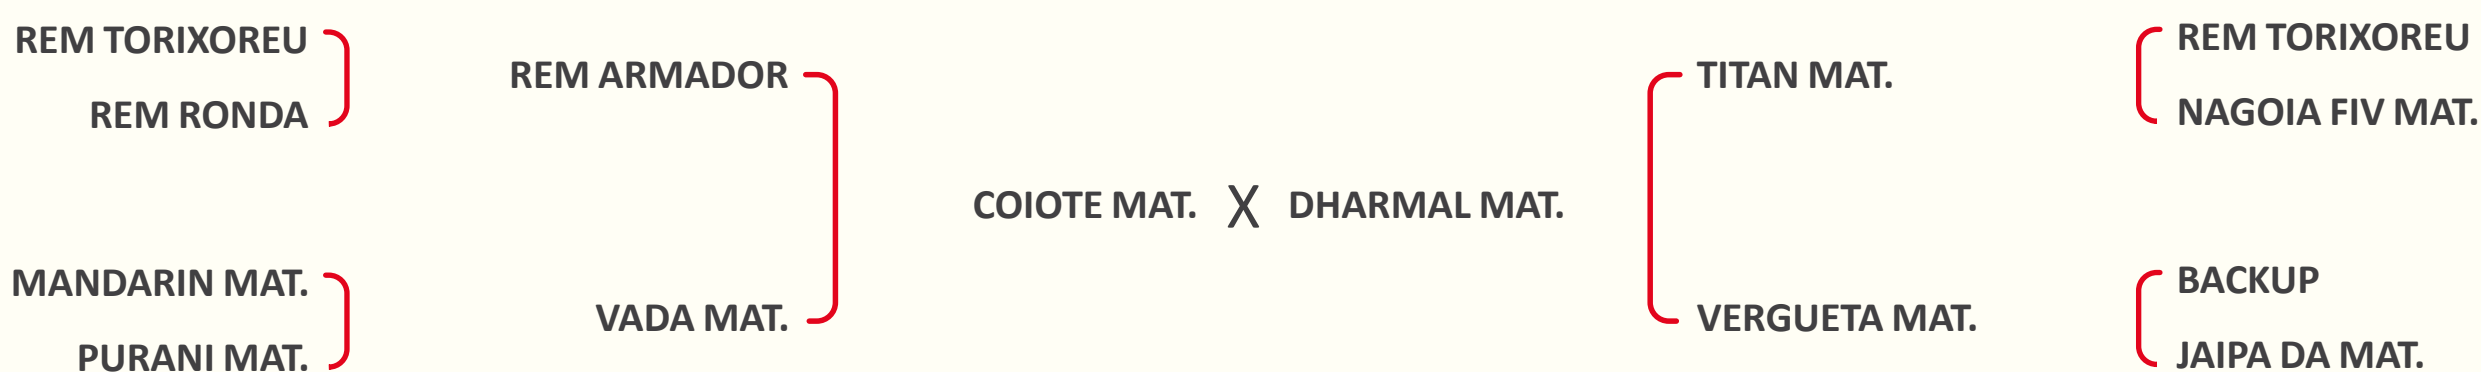 REM TORIXOREU
REM RONDA
REM ARMADOR
MANDARIN MAT.
PURANI MAT.
VADA MAT.
COIOTE MAT. X DHARMAL MAT.
TITAN MAT.
REM TORIXOREU
NAGOIA FIV MAT.
VERGUETA MAT.
BACKUP
JAIPA DA MAT.